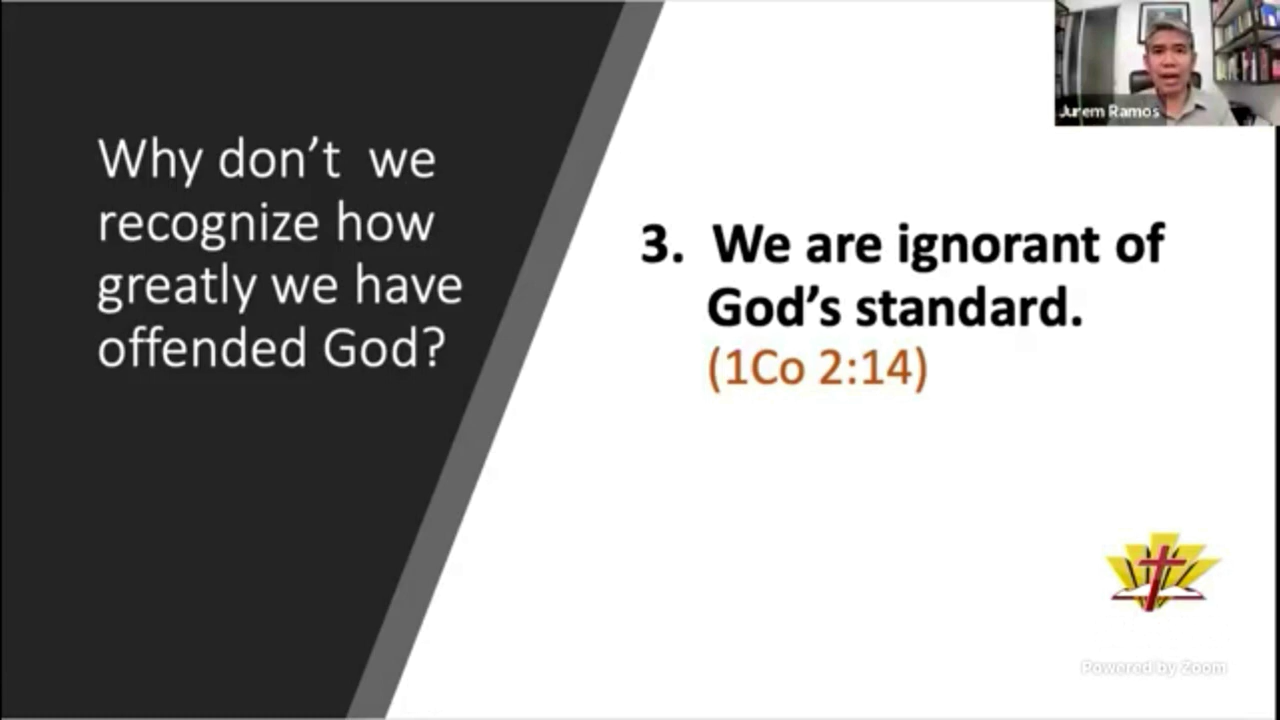 Why don’t  we
recognize how
greatly we have
offended God?
3.  We are ignorant of
God’s standard.
(1Co 2:14)
Jurem Ramos
Powered by Zoom